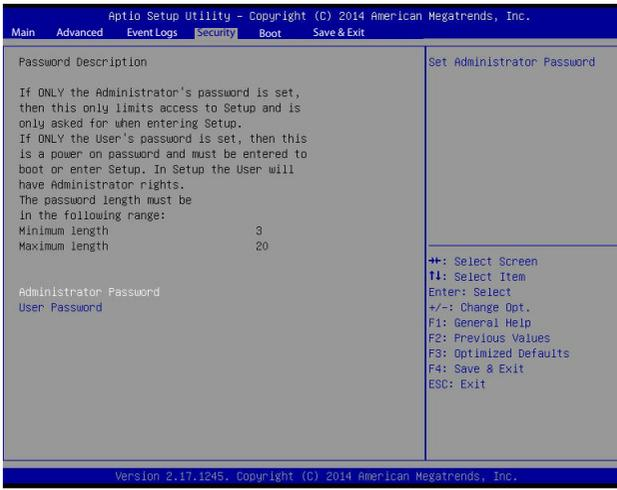 Aptio Setup Utility – Copyright (C) 2014 American Megatrends, Inc.
Main Advanced Event Logs Security Boot Save & Exit
Password Description
If ONLY the Administrator's password is set,
then this only limits access to Setup and is
only asked for when entering Setup.
If ONLY the User's password is set, then this
is a power on password and must be entered to
boot or enter Setup. In Setup the User will
have Administrator rights.
The password length must be
in the following range:
Minimum length 3
Maximum length 20
Administrator Password
User Password
Set Administrator Password
→←: Select Screen
↑↓: Select Item
Enter: Select
+/-: Change Opt.
F1: General Help
F2: Previous Values
F3: Optimized Defaults
F4: Save & Exit
ESC: Exit
Version 2.17.1245. Copyright (C) 2014 American Megatrends, Inc.